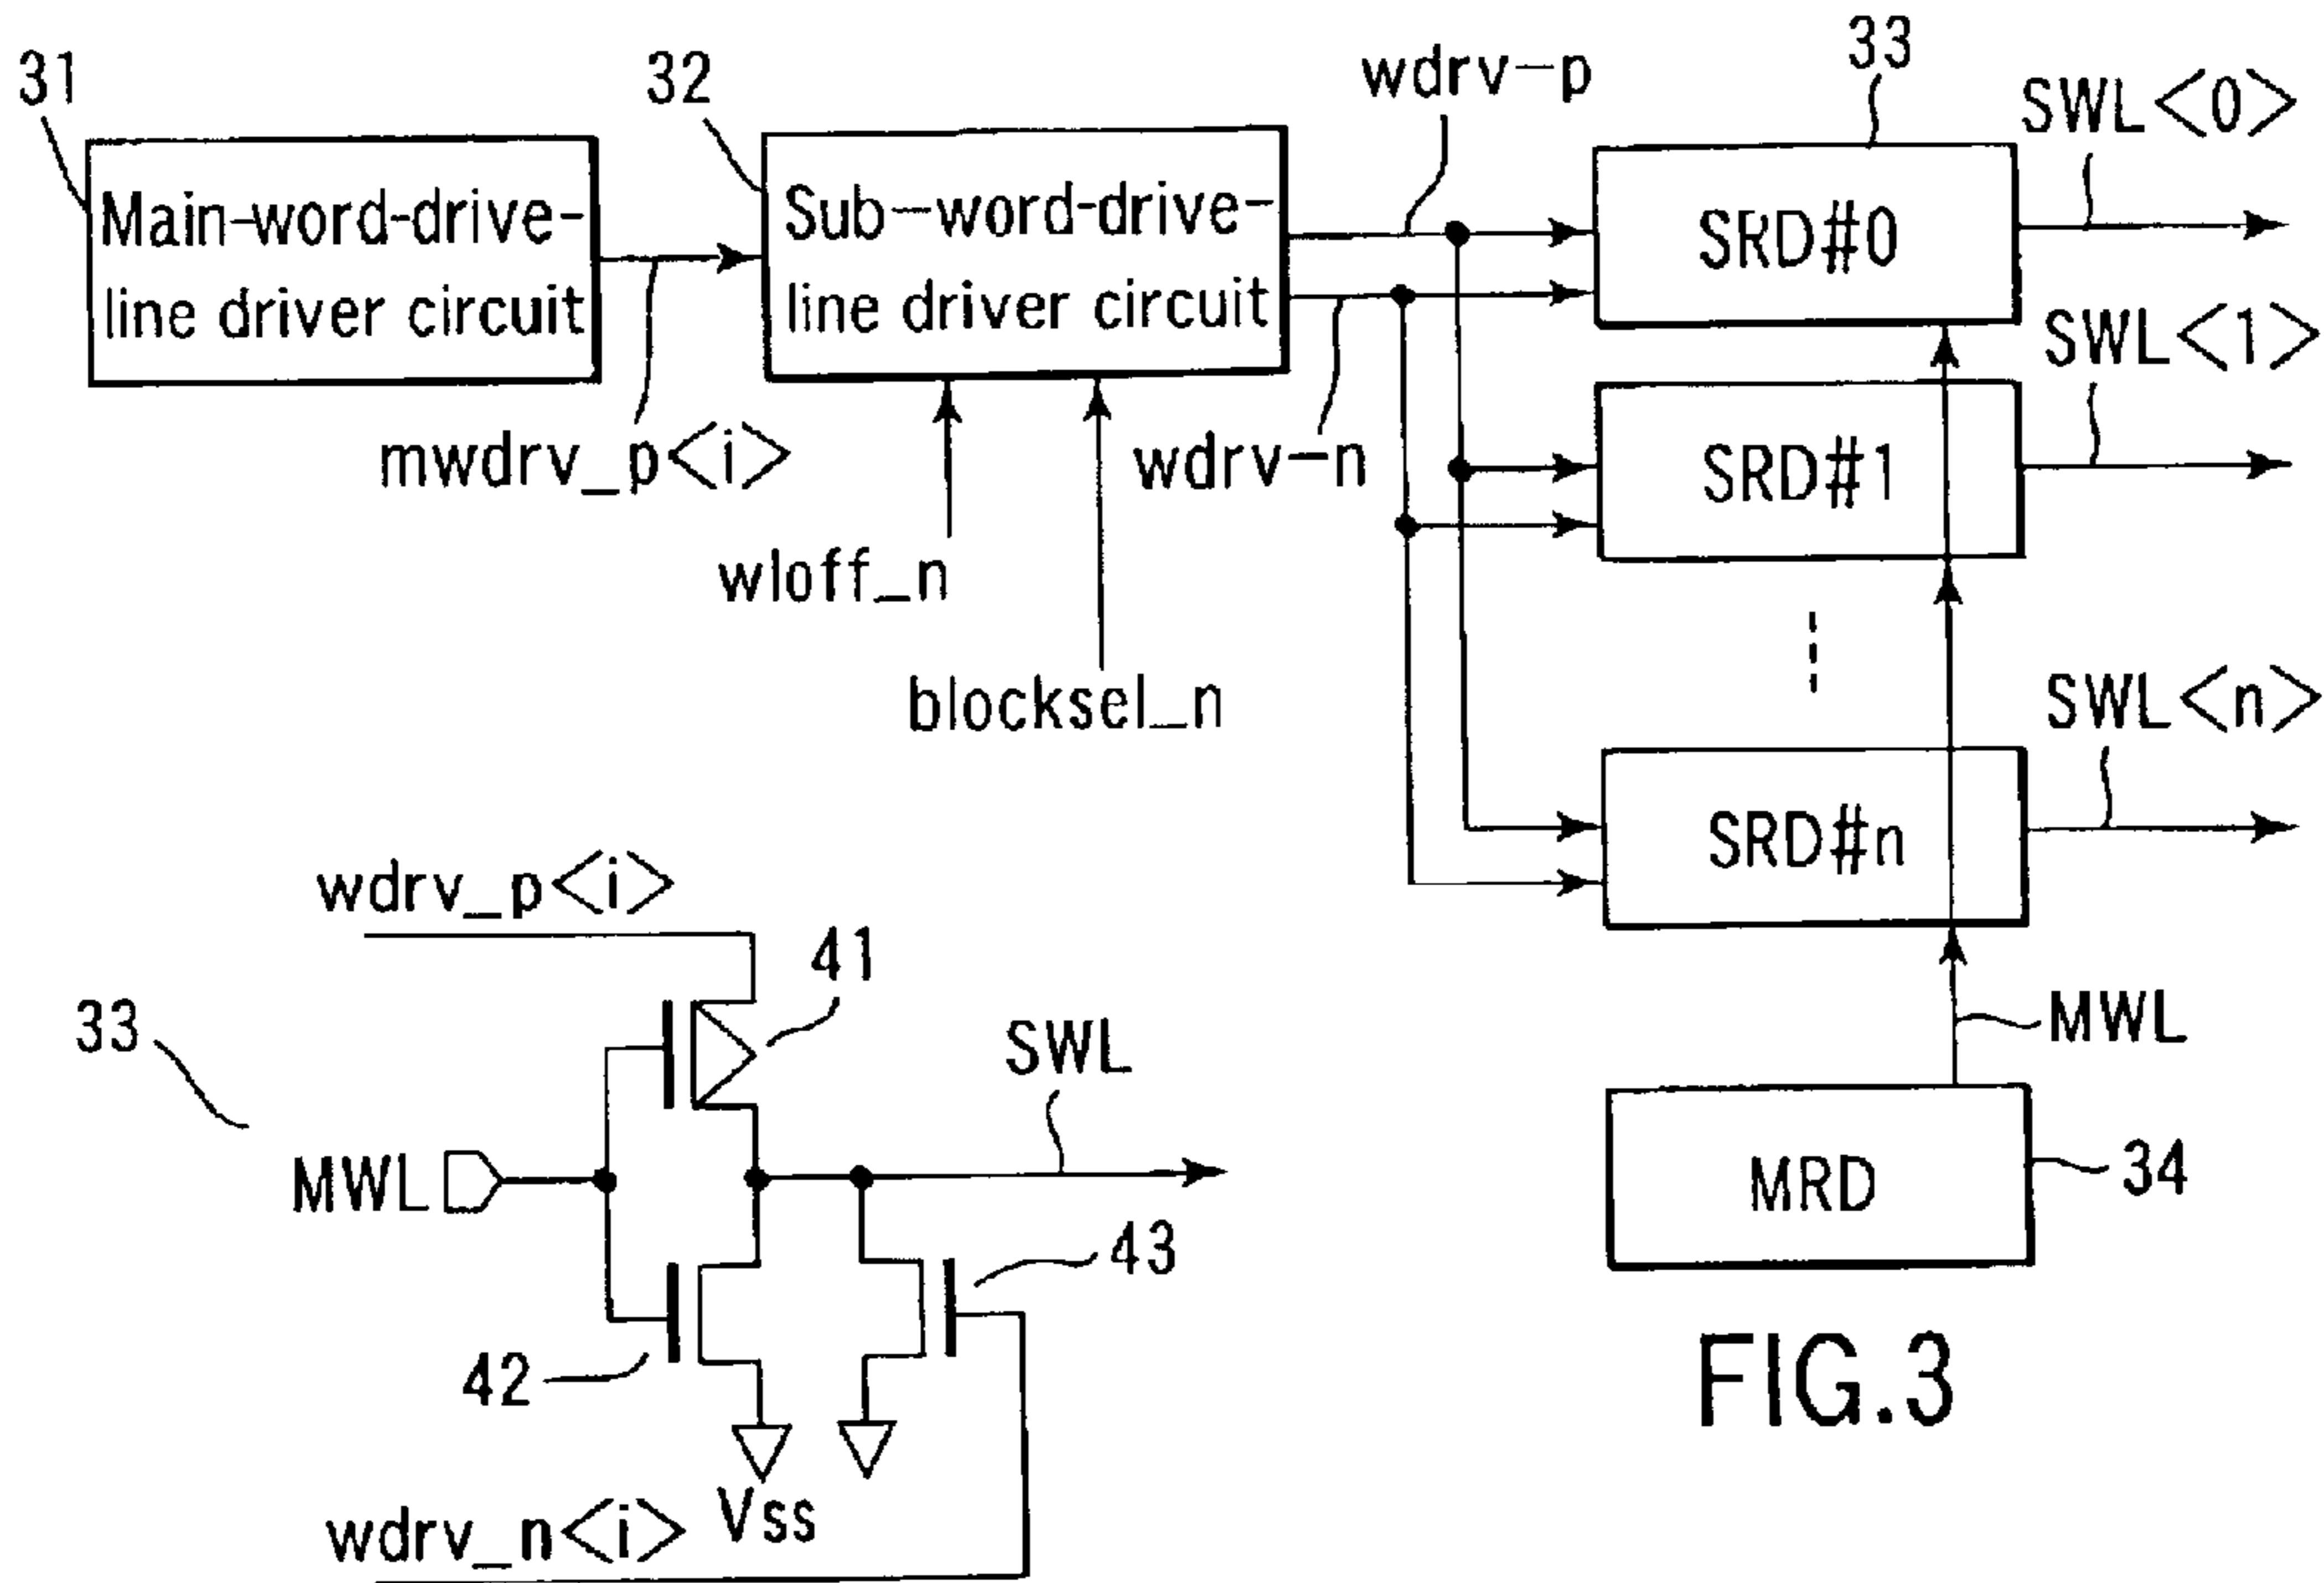 31
32
wdrv-p
33
SWL<0>
Main-word-drive-
line driver circuit
Sub-word-drive-
line driver circuit
SRD#0
mwdrv_p<i>
wdrv-n
SWL<1>
SRD#1
wloff_n
blocksel_n
SWL<n>
SRD#n
MWL
MRD
34
FIG.3
wdrv_p<i>
41
33
SWL
MWL
43
42
Vss
wdrv_n<i>